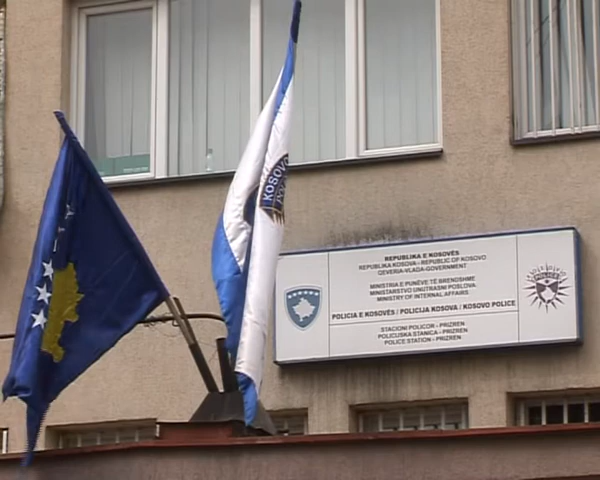 KOSOVO
REPUBLIKA E KOSOVËS
REPUBLIKA KOSOVA - REPUBLIC OF KOSOVO
QEVERIA-VLADA-GOVERNMENT
MINISTRIA E PUNËVE TË BRENDSHME
MINISTARSTVO UNUTRAŠNIH POSLOVA
MINISTRY OF INTERNAL AFFAIRS
POLICIA E KOSOVËS / POLICIJA KOSOVA / KOSOVO POLICE
STACIONI POLICOR - PRIZREN
POLICIJSKA STANICA - PRIZREN
POLICE STATION - PRIZREN